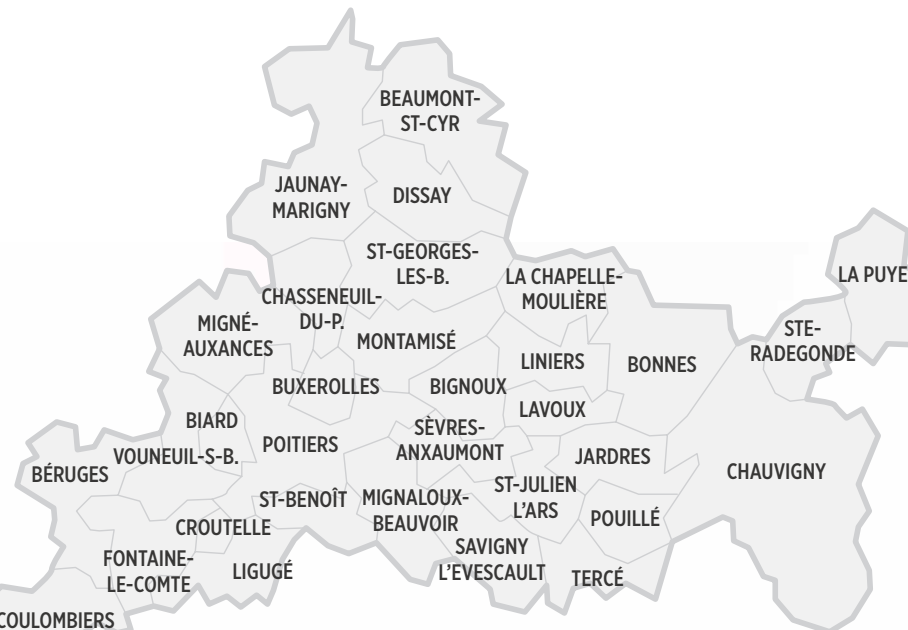 BEAUMONT-
ST-CYR
JAUNAY-
MARIGNY
DISSAY
ST-GEORGES-
LES-B.
LA CHAPELLE-
MOULIÈRE
LA PUYE
CHASSENEUIL-
DU-P.
MIGNÉ-
AUXANCES
MONTAMISÉ
STE-
RADEGONDE
LINIERS
BONNES
BUXEROLLES
BIGNOUX
LAVOUX
BIARD
SÈVRES-
ANXAUMONT
POITIERS
VOUNEUIL-S-B.
JARDRES
BÉRUGES
CHAUVIGNY
ST-JULIEN
L'ARS
ST-BENOÎT
MIGNALOUX-
BEAUVOIR
POUILLÉ
CROUTELLE
SAVIGNY
L'EVESCAULT
FONTAINE-
LE-COMTE
LIGUGÉ
TERCÉ
COULOMBIERS